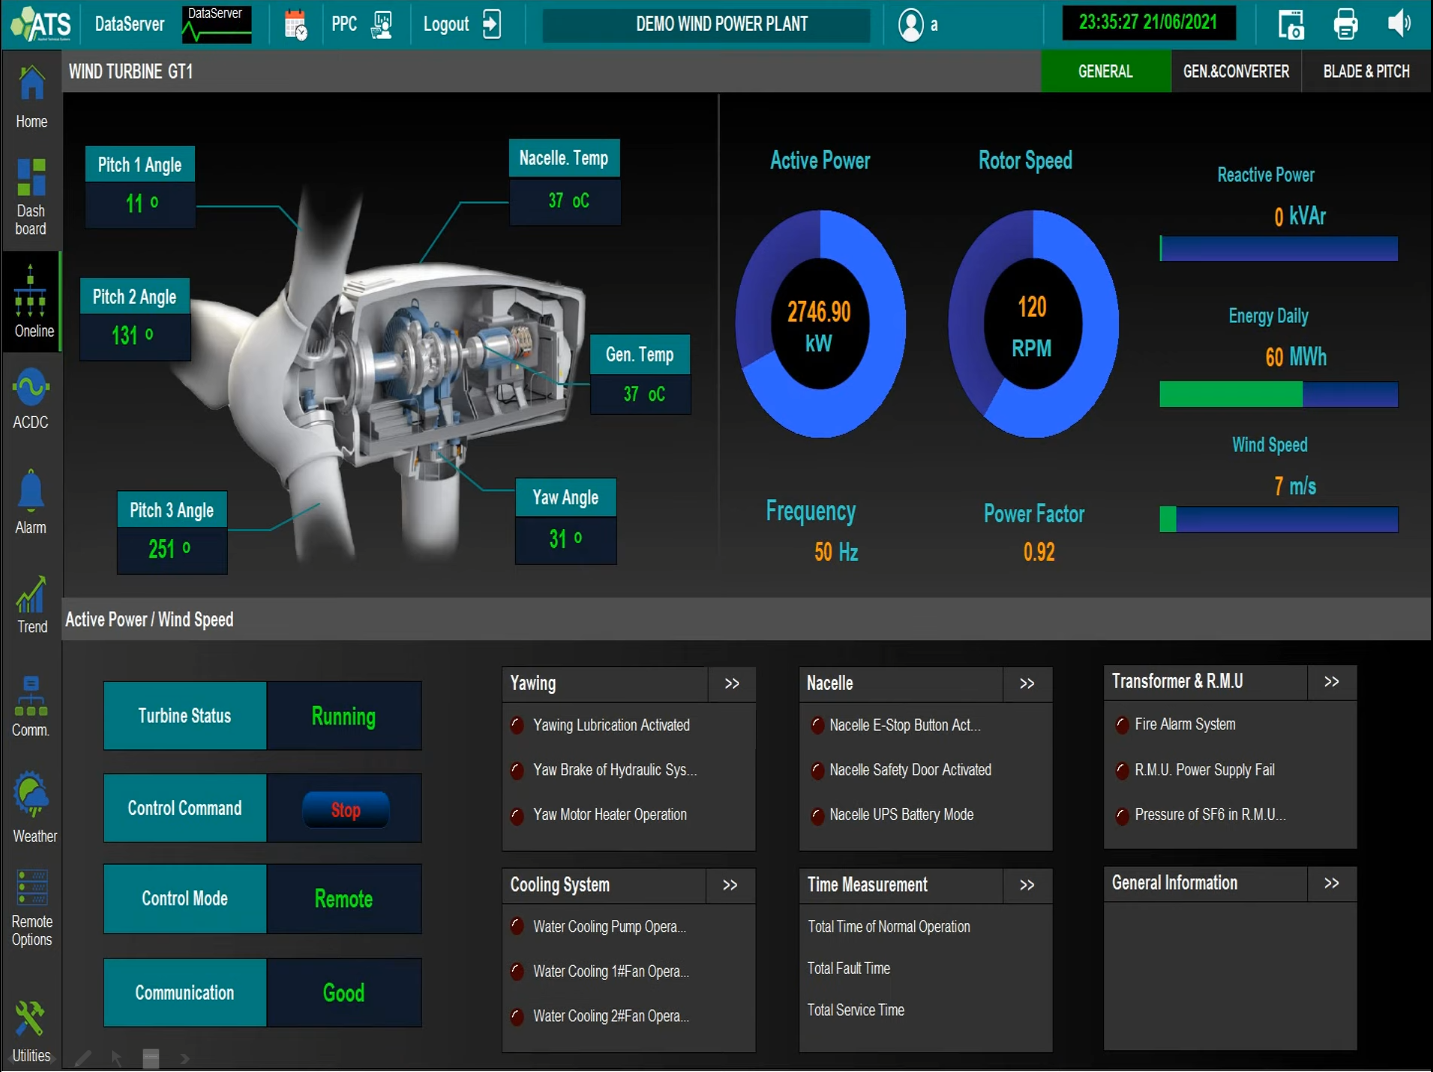 ATS
DataServer
DataServer
PPC
Logout
DEMO WIND POWER PLANT
a
23:35:27 21/06/2021
WIND TURBINE GT1
GENERAL
GEN.&CONVERTER
BLADE & PITCH
Home
Dash
board
Oneline
ACDC
Alarm
Trend
Comm.
Weather
Remote
Options
Utilities
Pitch 1 Angle
11 o
Nacelle. Temp
37 oC
Pitch 2 Angle
131 o
Gen. Temp
37 oC
Pitch 3 Angle
251 o
Yaw Angle
31 o
Active Power
2746.90
kW
Rotor Speed
120
RPM
Reactive Power
0 kVAr
Energy Daily
60 MWh
Wind Speed
7 m/s
Frequency
50 Hz
Power Factor
0.92
Active Power / Wind Speed
Turbine Status
Running
Control Command
Stop
Control Mode
Remote
Communication
Good
Yawing >>
Yawing Lubrication Activated
Yaw Brake of Hydraulic Sys...
Yaw Motor Heater Operation
Nacelle >>
Nacelle E-Stop Button Act...
Nacelle Safety Door Activated
Nacelle UPS Battery Mode
Transformer & R.M.U >>
Fire Alarm System
R.M.U. Power Supply Fail
Pressure of SF6 in R.M.U...
Cooling System >>
Water Cooling Pump Opera...
Water Cooling 1#Fan Opera...
Water Cooling 2#Fan Opera...
Time Measurement >>
Total Time of Normal Operation
Total Fault Time
Total Service Time
General Information >>